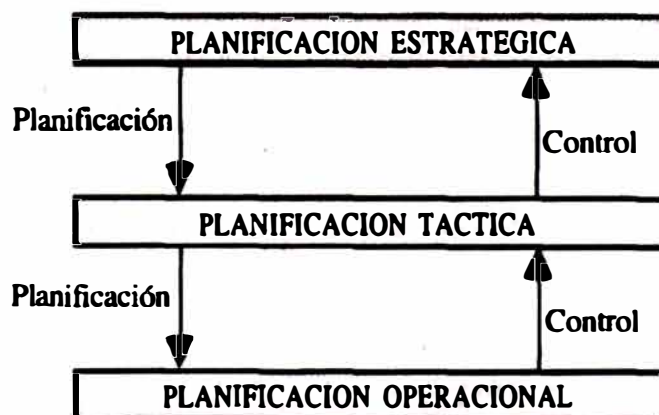 PLANIFICACION ESTRATEGICA
Planificación
Control
PLANIFICACION TACTICA
Planificación
Control
PLANIFICACION OPERACIONAL